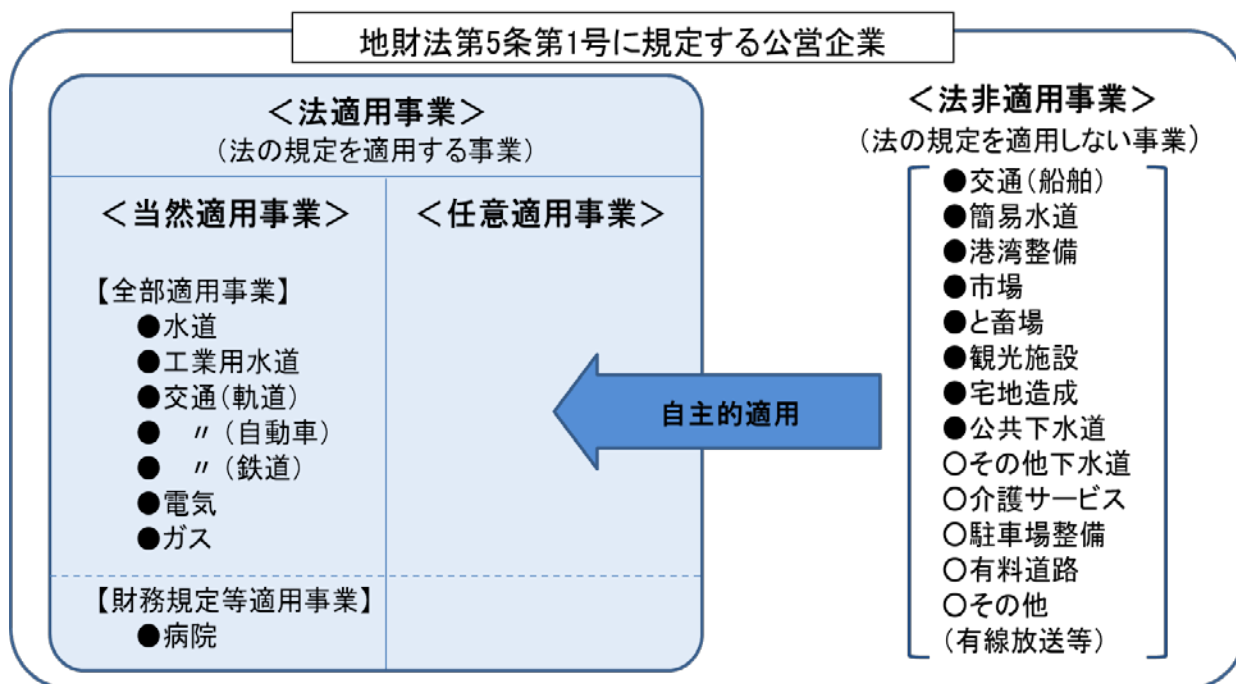 地財法第5条第1号に規定する公営企業
＜法適用事業＞
（法の規定を適用する事業）
＜当然適用事業＞
【全部適用事業】
●水道
●工業用水道
●交通（軌道）
●　〃（自動車）
●　〃（鉄道）
●電気
●ガス
【財務規定等適用事業】
●病院
＜任意適用事業＞
自主的適用
＜法非適用事業＞
（法の規定を適用しない事業）
●交通（船舶）
●簡易水道
●港湾整備
●市場
●と畜場
●観光施設
●宅地造成
●公共下水道
○その他下水道
○介護サービス
○駐車場整備
○有料道路
○その他
（有線放送等）